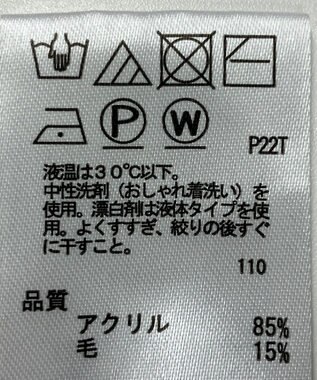 P
W
P22T
液温は30℃以下。
中性洗剤（おしゃれ着洗い）を
使用。漂白剤は液体タイプを使
用。よくすすぎ、絞りの後すぐ
に干すこと。
110
品質
アクリル 85%
毛 15%